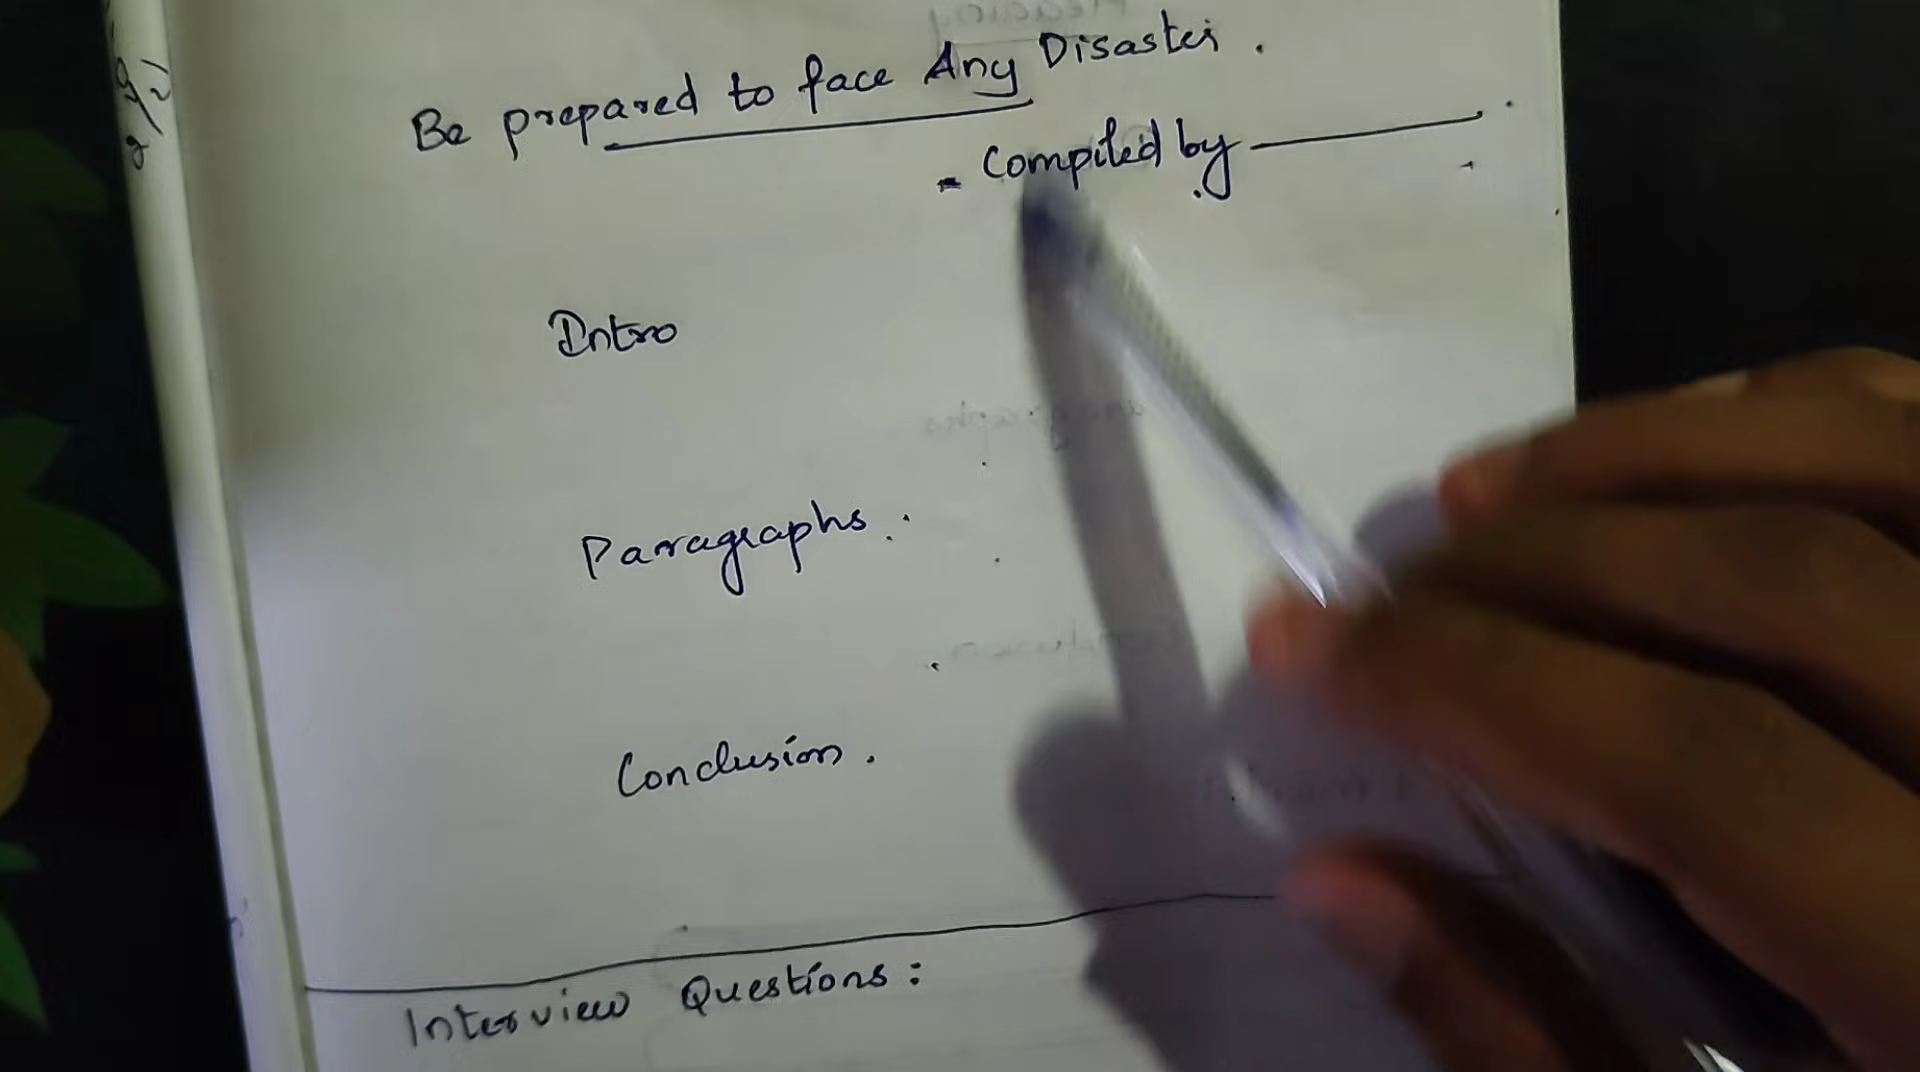 Be prepared to face Any Disaster.
- Compiled by
Intro
Paragraphs.
Conclusion.
Interview Questions: